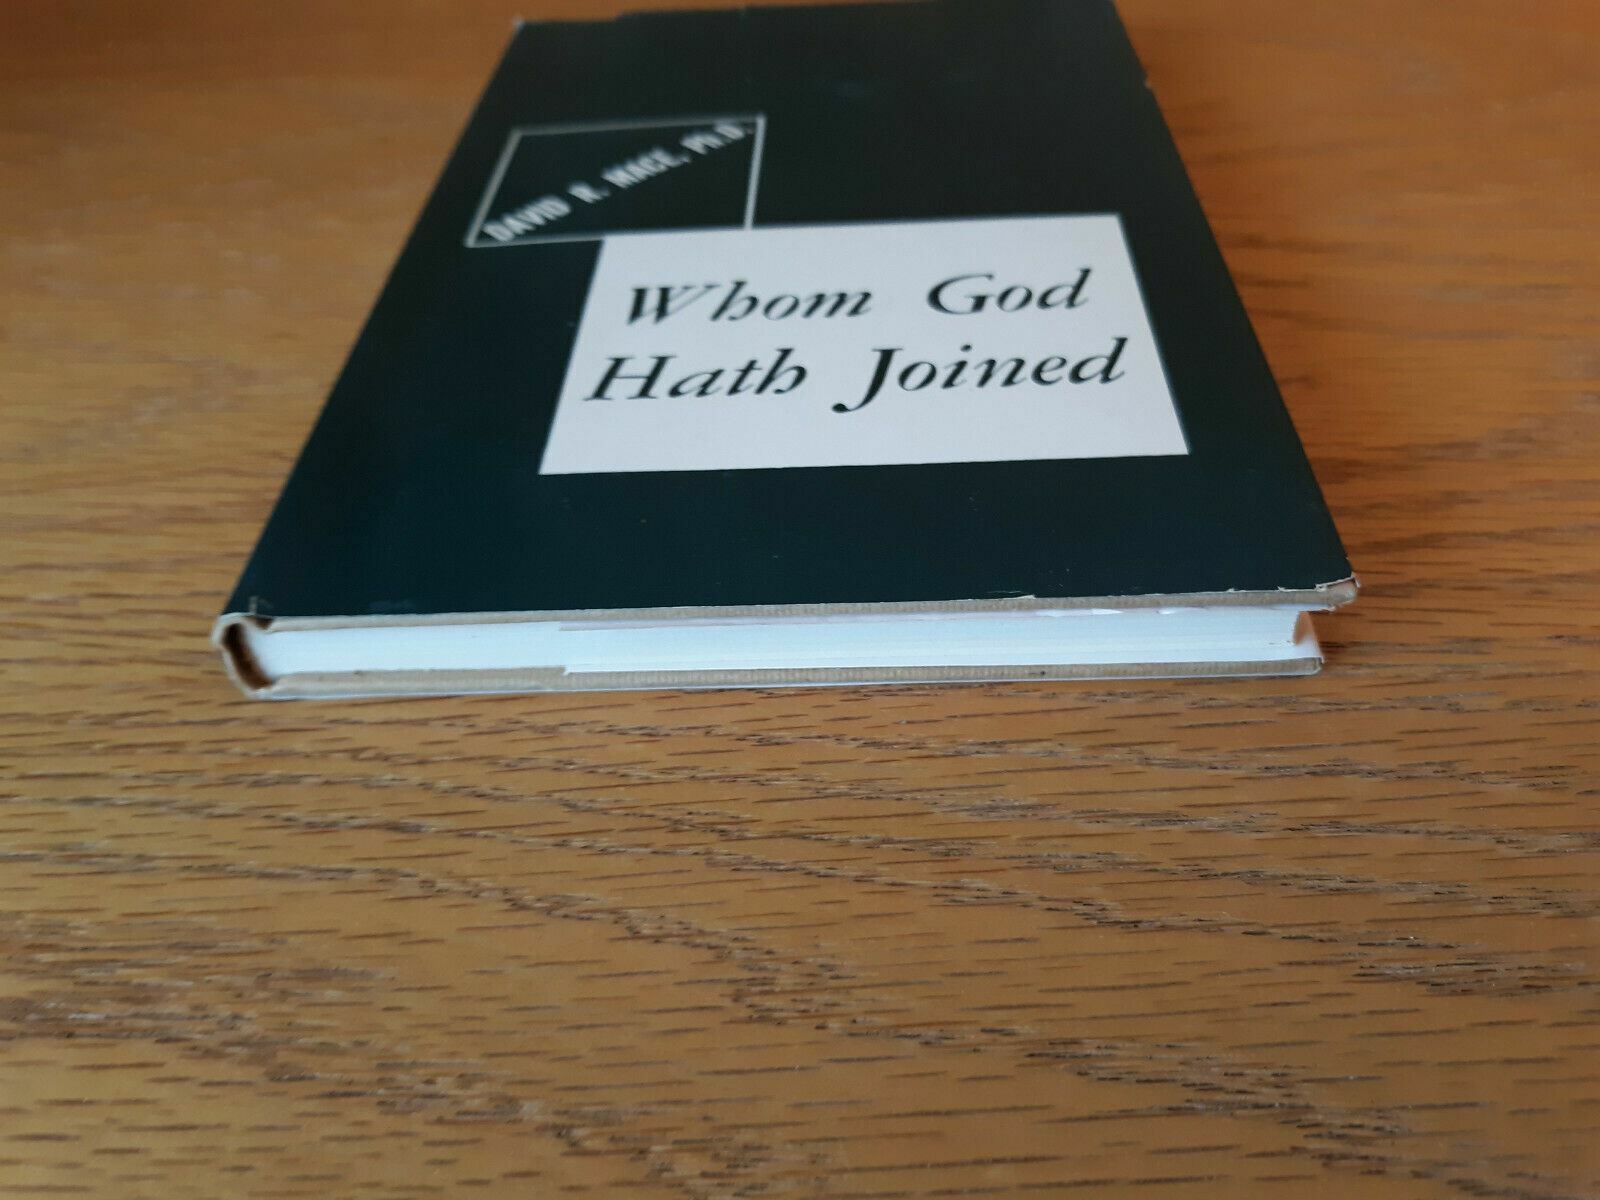 DAVID R. MACE, Ph.D.
Whom God
Hath Joined